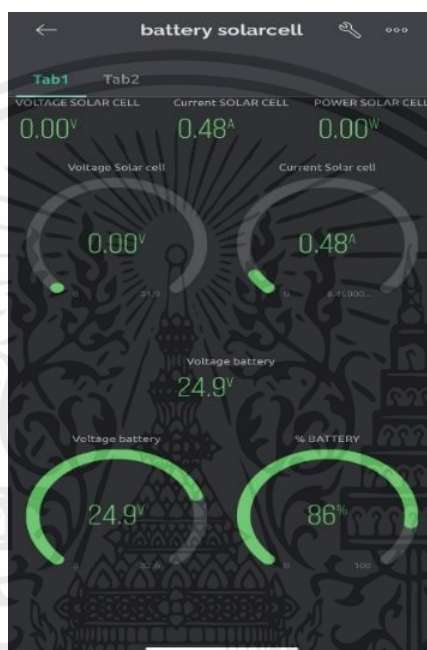 battery solarcell
Tab1 Tab2
VOLTAGE SOLAR CELL Current SOLAR CELL POWER SOLAR CELL
0.00V 0.48A 0.00W
Voltage Solar cell Current Solar cell
0.00V 0.48A
0 31.9 0
Voltage battery
24.9V
Voltage battery % BATTERY
24.9V 86%
0 0 100